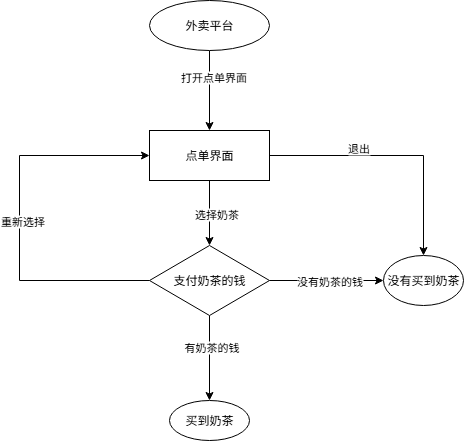 外卖平台
打开点单界面
点单界面
退出
选择奶茶
重新选择
支付奶茶的钱
没有奶茶的钱
没有买到奶茶
有奶茶的钱
买到奶茶